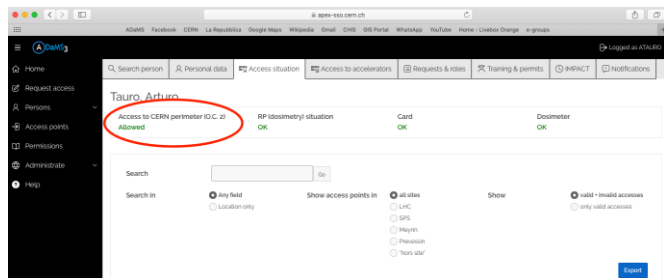 apex-sso.cern.ch
ADaMS Facebook CERN La Repubblica Google Maps Wikipedia Gmail CHIS GIS Portal WhatsApp YouTube Home - Livebox Orange e-groups
ADaMS3
Logged as ATAURO
Home
Request access
Persons
Access points
Permissions
Administrate
Help
Search person Personal data Access situation Access to accelerators Requests & roles Training & permits IMPACT Notifications
Tauro, Arturo
Access to CERN perimeter (O.C. 2) RP (dosimetry) situation Card Dosimeter
Allowed OK OK OK
Search Go
Search in Any field Show access points in all sites Show valid + invalid accesses
Location only LHC only valid accesses
SPS
Meyrin
Prevessin
"hors site"
Export